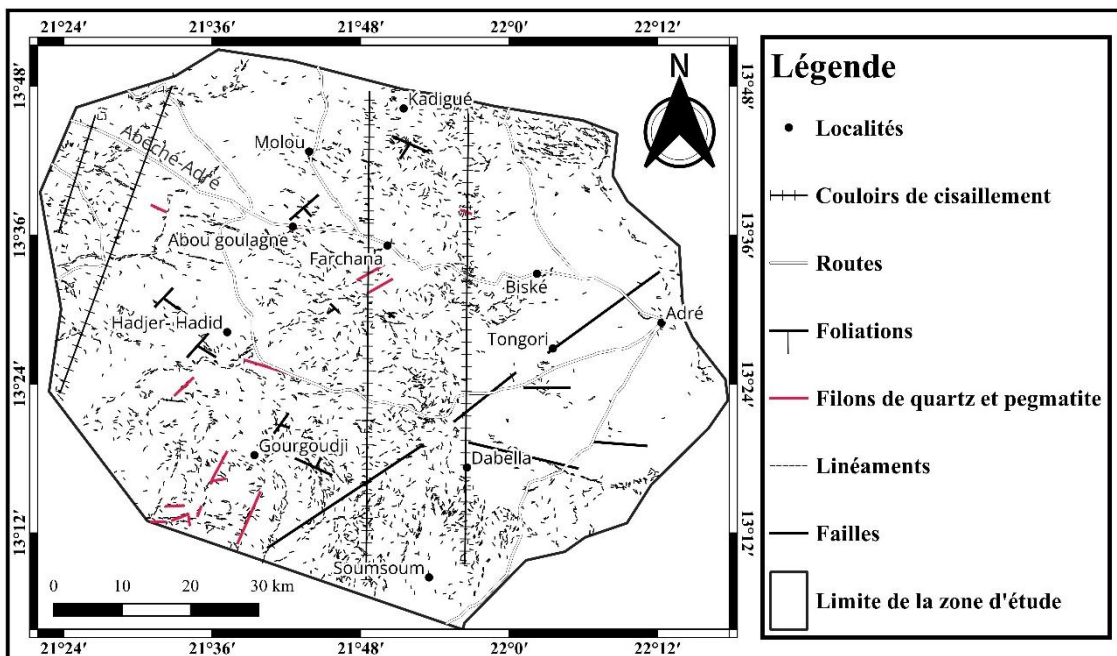 21°24′ 21°36′ 21°48′ 22°0′ 22°12′
13°48′
13°36′
13°24′
13°12′
N
Kadigué
Molou
Abéché-Adré
Abou goulagne
Farchana
Biské
Adré
Hadjer-Hadid
Tongori
Gourgoudji
Dabella
Soumsoum
0 10 20 30 km
13°48′
13°36′
13°24′
13°12′
21°24′ 21°36′ 21°48′ 22°0′ 22°12′
Légende
Localités
Couloirs de cisaillement
Routes
Foliations
Filons de quartz et pegmatite
Linéaments
Failles
Limite de la zone d'étude